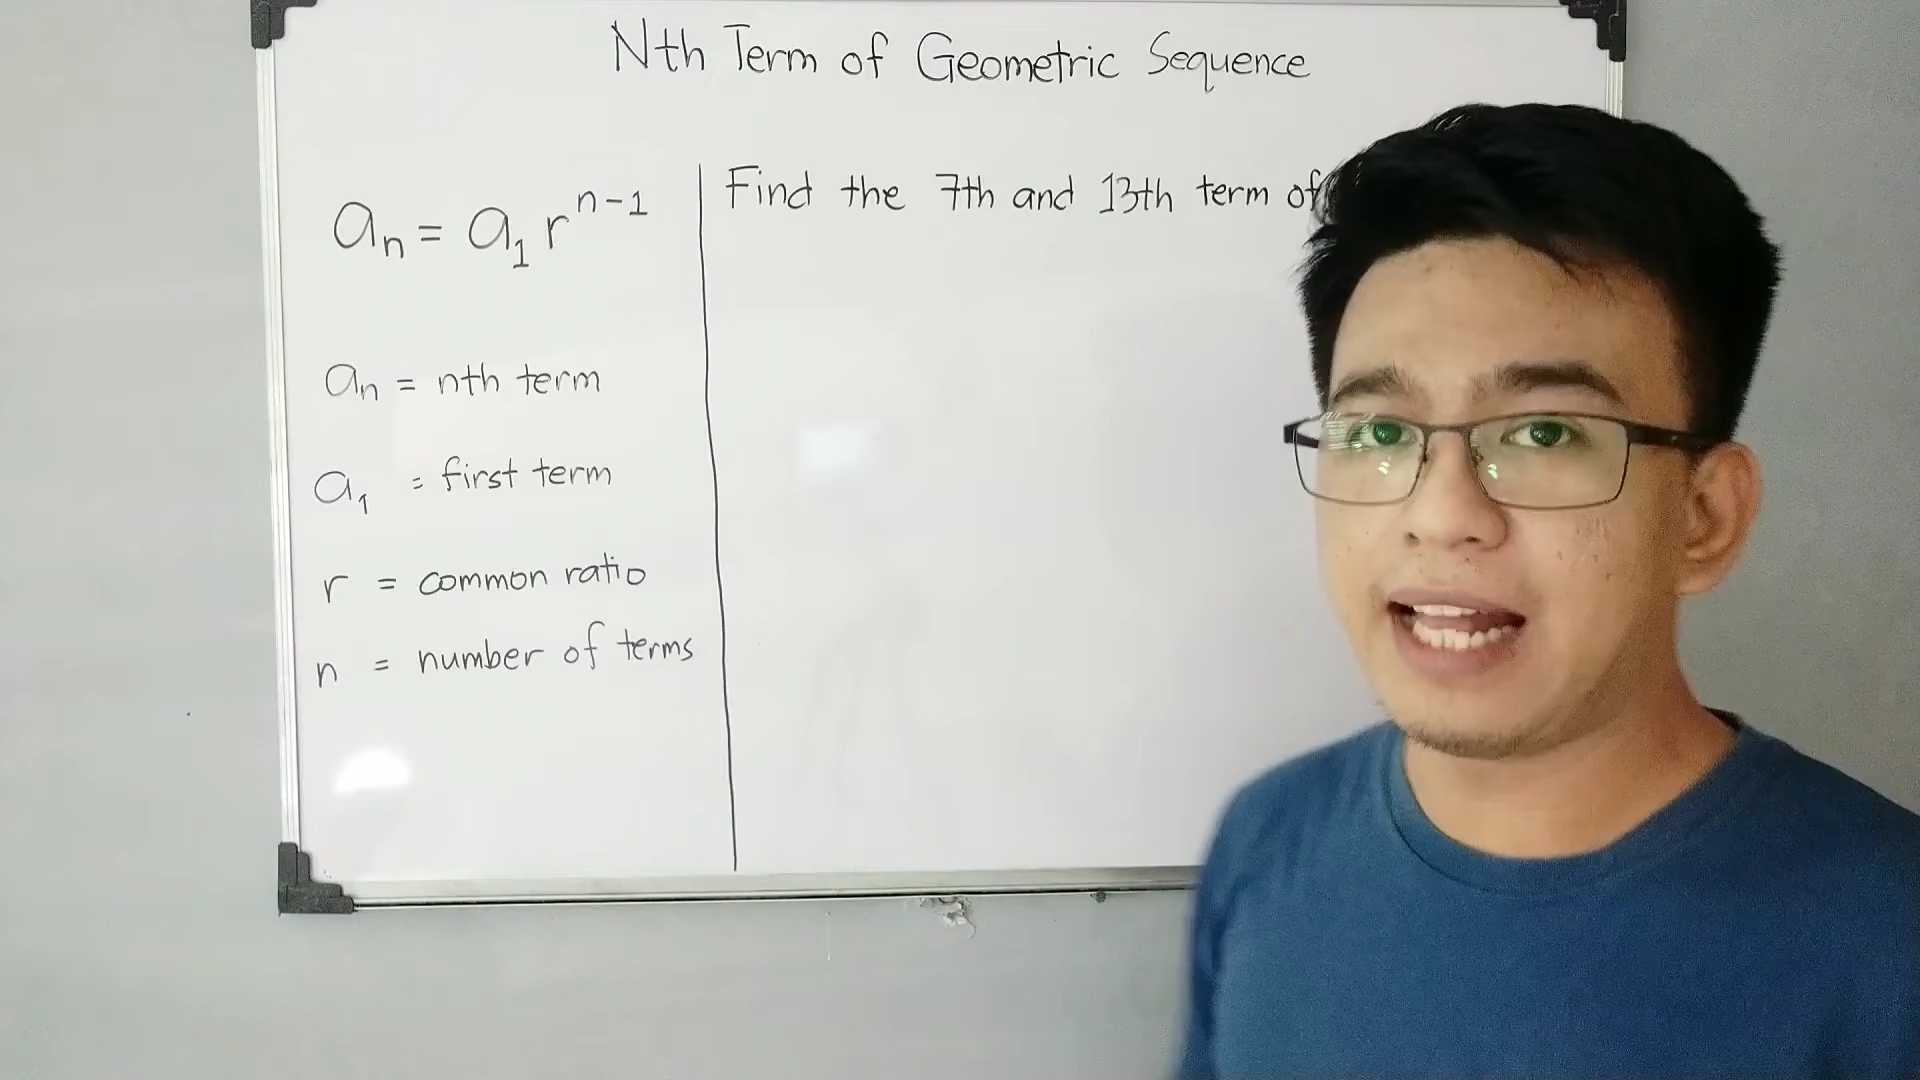 Nth Term of Geometric Sequence
aₙ = a₁ rⁿ⁻¹
aₙ = nth term
a₁ = first term
r = common ratio
n = number of terms
Find the 7th and 13th term of